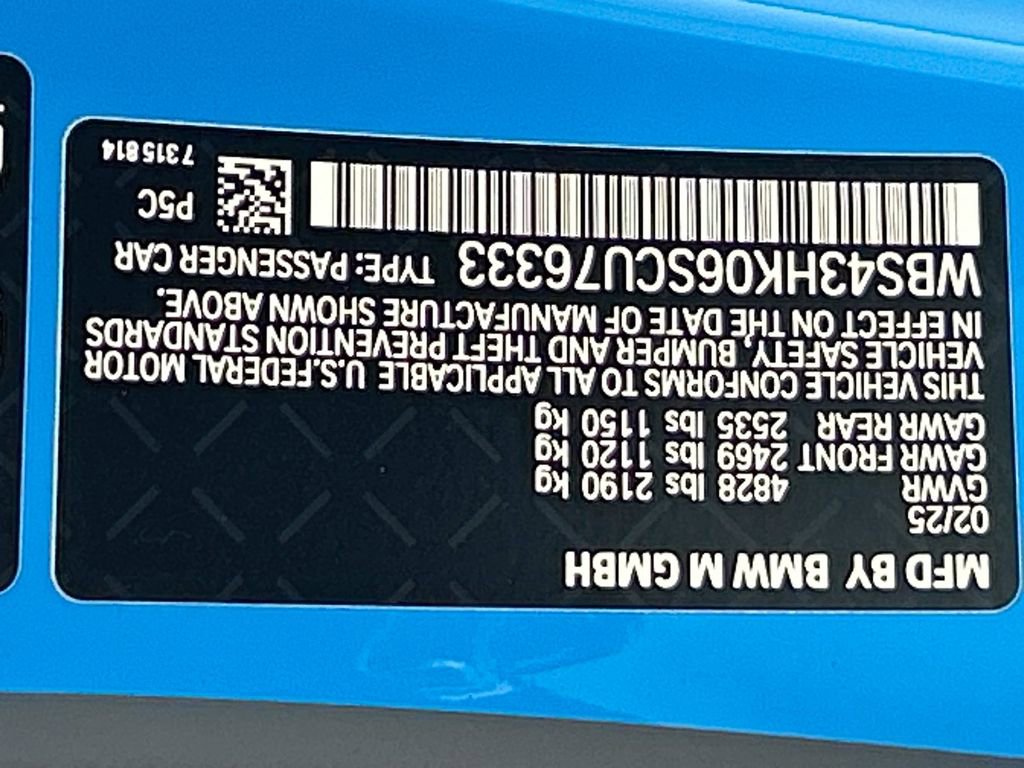 MFD BY BMW M GMBH
02/25
GVWR 4828 lbs 2190 kg
GAWR FRONT 2469 lbs 1120 kg
GAWR REAR 2535 lbs 1150 kg
THIS VEHICLE CONFORMS TO ALL APPLICABLE U.S.FEDERAL MOTOR
VEHICLE SAFETY, BUMPER AND THEFT PREVENTION STANDARDS
IN EFFECT ON THE DATE OF MANUFACTURE SHOWN ABOVE.
WBS43HK06SCU76333 TYPE: PASSENGER CAR
P5C
7315814